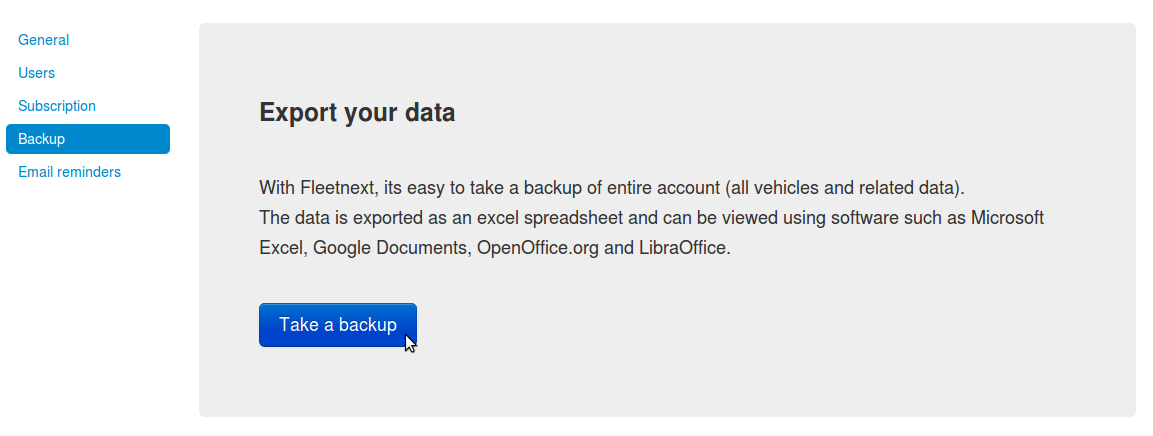 General
Users
Subscription
Backup
Email reminders
Export your data
With Fleetnext, its easy to take a backup of entire account (all vehicles and related data).
The data is exported as an excel spreadsheet and can be viewed using software such as Microsoft
Excel, Google Documents, OpenOffice.org and LibraOffice.
Take a backup